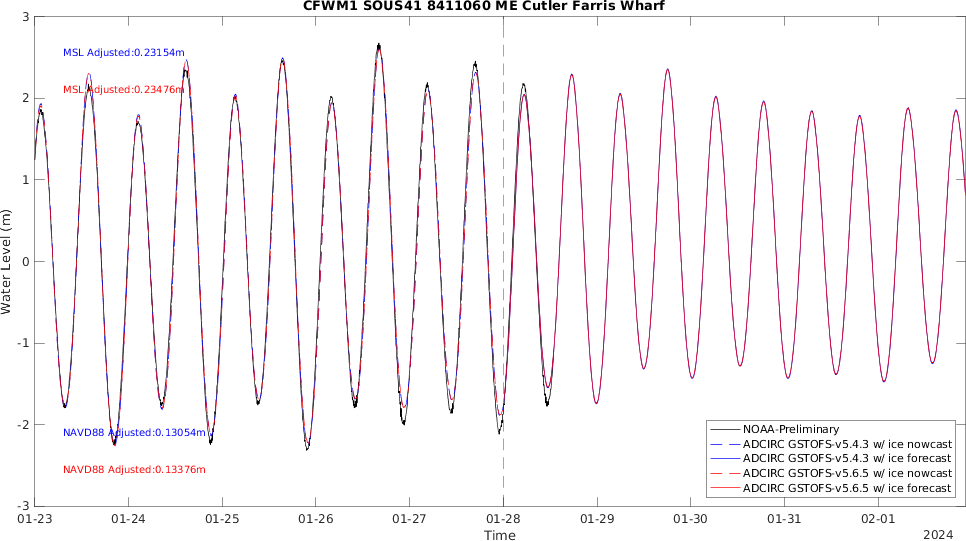 CFWM1 SOUS41 8411060 ME Cutler Farris Wharf
3
MSL Adjusted:0.23154m
MSL Adjusted:0.23476m
2
1
0
-1
-2
-3
Water Level (m)
NAVD88 Adjusted:0.13054m
NAVD88 Adjusted:0.13376m
NOAA-Preliminary
ADCIRC GSTOFS-v5.4.3 w/ ice nowcast
ADCIRC GSTOFS-v5.4.3 w/ ice forecast
ADCIRC GSTOFS-v5.6.5 w/ ice nowcast
ADCIRC GSTOFS-v5.6.5 w/ ice forecast
01-23 01-24 01-25 01-26 01-27 01-28 01-29 01-30 01-31 02-01
Time
2024